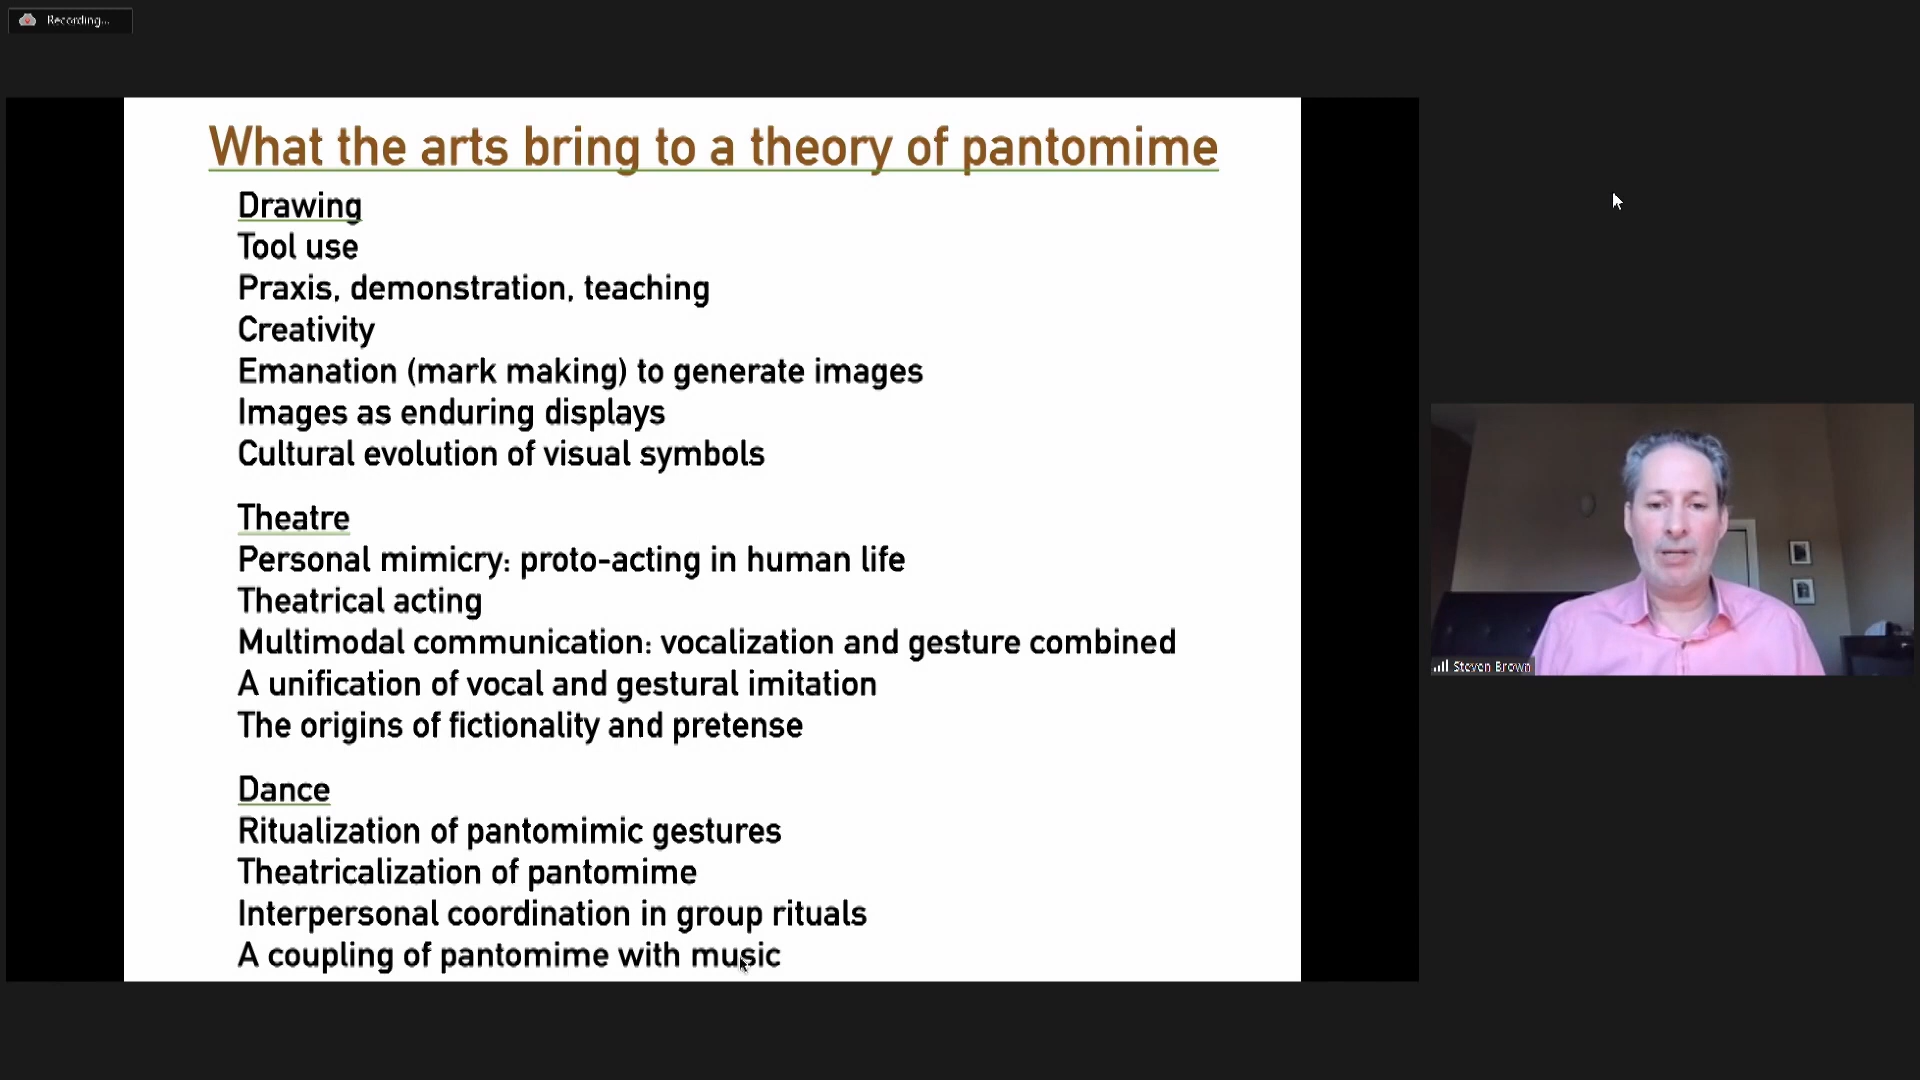 Recording...
What the arts bring to a theory of pantomime
Drawing
Tool use
Praxis, demonstration, teaching
Creativity
Emanation (mark making) to generate images
Images as enduring displays
Cultural evolution of visual symbols
Theatre
Personal mimicry: proto-acting in human life
Theatrical acting
Multimodal communication: vocalization and gesture combined
A unification of vocal and gestural imitation
The origins of fictionality and pretense
Dance
Ritualization of pantomimic gestures
Theatricalization of pantomime
Interpersonal coordination in group rituals
A coupling of pantomime with music
Steven Brown